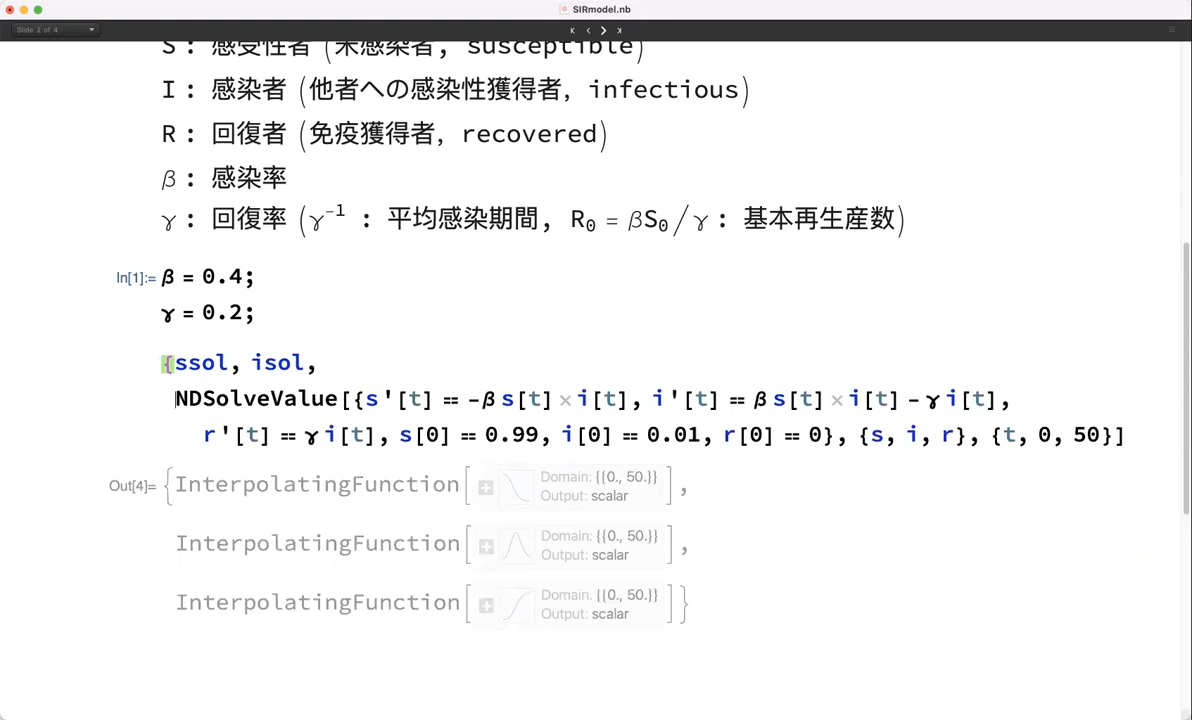 SIRmodel.nb
Slide 2 of 4
S : 感受性者 (未感染者, susceptible)
I : 感染者 (他者への感染性獲得者, infectious)
R : 回復者 (免疫獲得者, recovered)
β : 感染率
γ : 回復率 (γ⁻¹ : 平均感染期間, R₀ = βS₀/γ : 基本再生産数)
In[1]:= β = 0.4;
γ = 0.2;
{ssol, isol,
NDSolveValue[{s'[t] == -β s[t] × i[t], i'[t] == β s[t] × i[t] - γ i[t],
r'[t] == γ i[t], s[0] == 0.99, i[0] == 0.01, r[0] == 0}, {s, i, r}, {t, 0, 50}]
Out[4]= {InterpolatingFunction[ Domain: {{0., 50.}} Output: scalar ],
InterpolatingFunction[ Domain: {{0., 50.}} Output: scalar ],
InterpolatingFunction[ Domain: {{0., 50.}} Output: scalar ]}